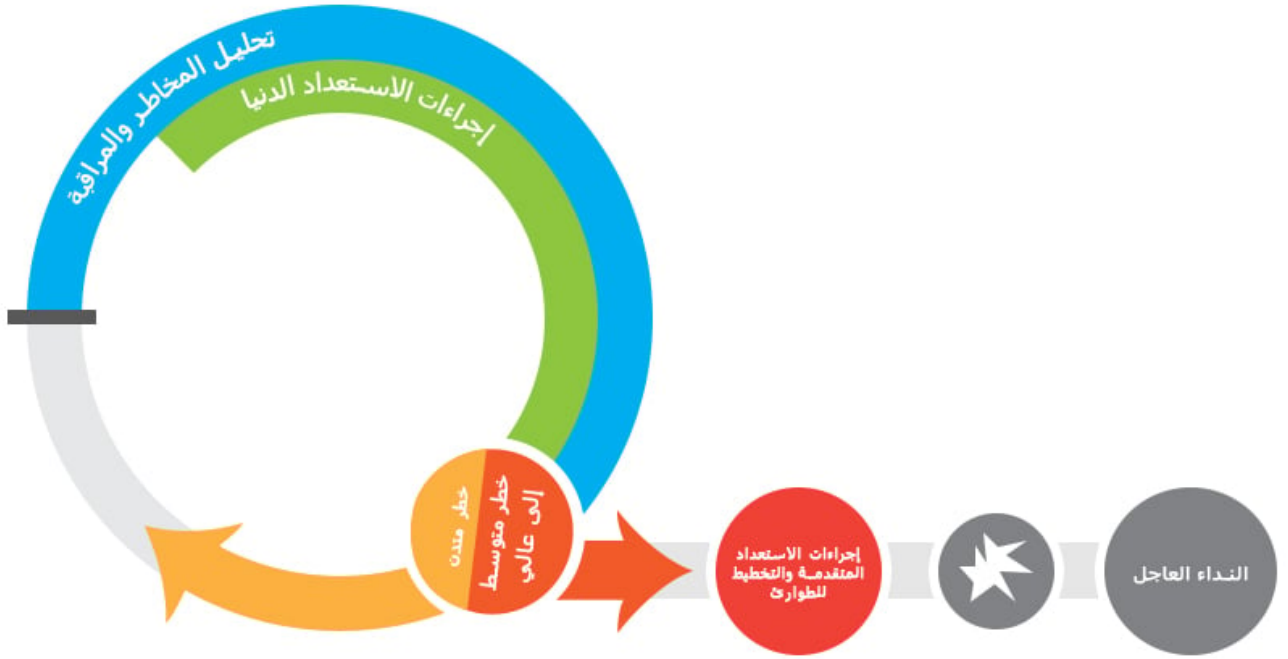 تحليل المخاطر والمراقبة
إجراءات الاستعداد الدنيا
خطر متدن
خطر متوسط
إلى عالي
إجراءات الاستعداد
المتقدمة والتخطيط
للطوارئ
النداء العاجل